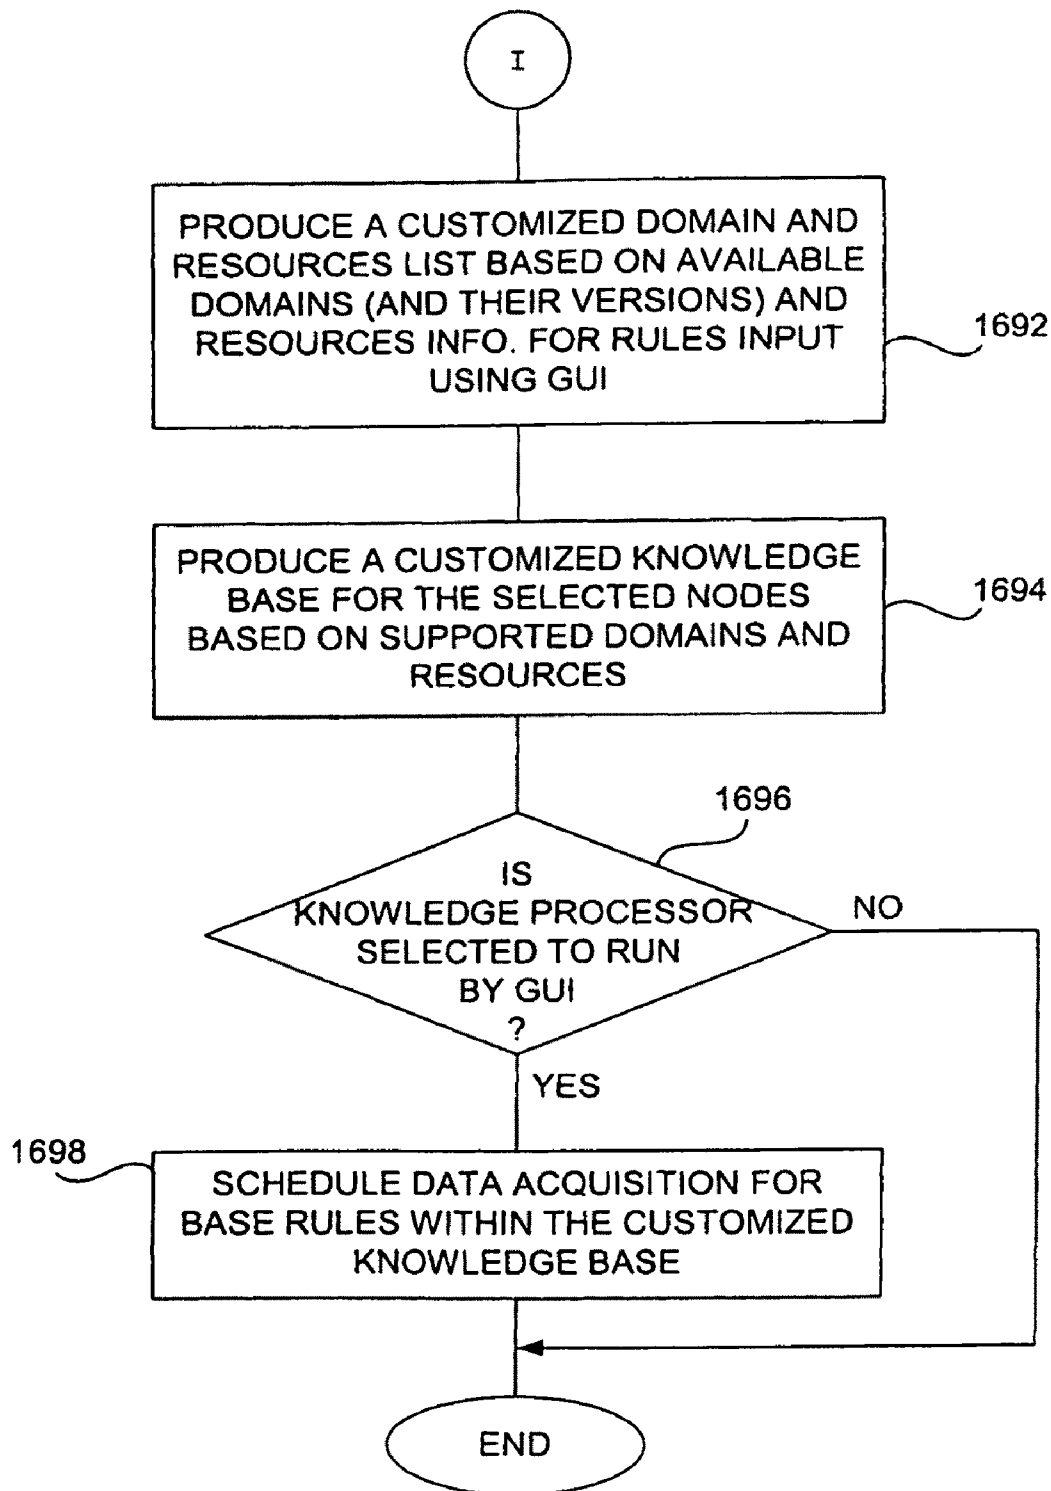 I
PRODUCE A CUSTOMIZED DOMAIN AND
RESOURCES LIST BASED ON AVAILABLE
DOMAINS (AND THEIR VERSIONS) AND
RESOURCES INFO. FOR RULES INPUT
USING GUI
1692
PRODUCE A CUSTOMIZED KNOWLEDGE
BASE FOR THE SELECTED NODES
BASED ON SUPPORTED DOMAINS AND
RESOURCES
1694
1696
IS
KNOWLEDGE PROCESSOR
SELECTED TO RUN
BY GUI
?
NO
YES
1698
SCHEDULE DATA ACQUISITION FOR
BASE RULES WITHIN THE CUSTOMIZED
KNOWLEDGE BASE
END